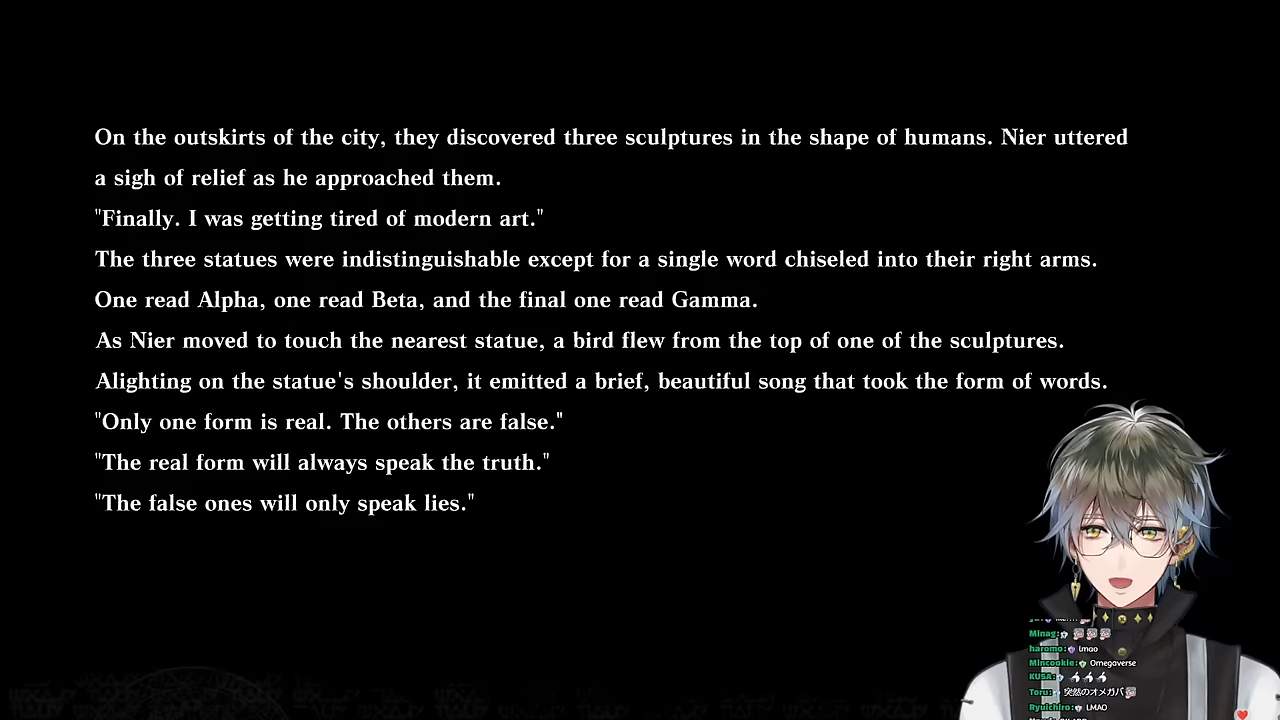 On the outskirts of the city, they discovered three sculptures in the shape of humans. Nier uttered
a sigh of relief as he approached them.
"Finally. I was getting tired of modern art."
The three statues were indistinguishable except for a single word chiseled into their right arms.
One read Alpha, one read Beta, and the final one read Gamma.
As Nier moved to touch the nearest statue, a bird flew from the top of one of the sculptures.
Alighting on the statue's shoulder, it emitted a brief, beautiful song that took the form of words.
"Only one form is real. The others are false."
"The real form will always speak the truth."
"The false ones will only speak lies."
Minag:
haromo: lmao
Mincookie: Omegaverse
KUSA:
Toru: 突然のオメガバ
Ryuichiro: LMAO